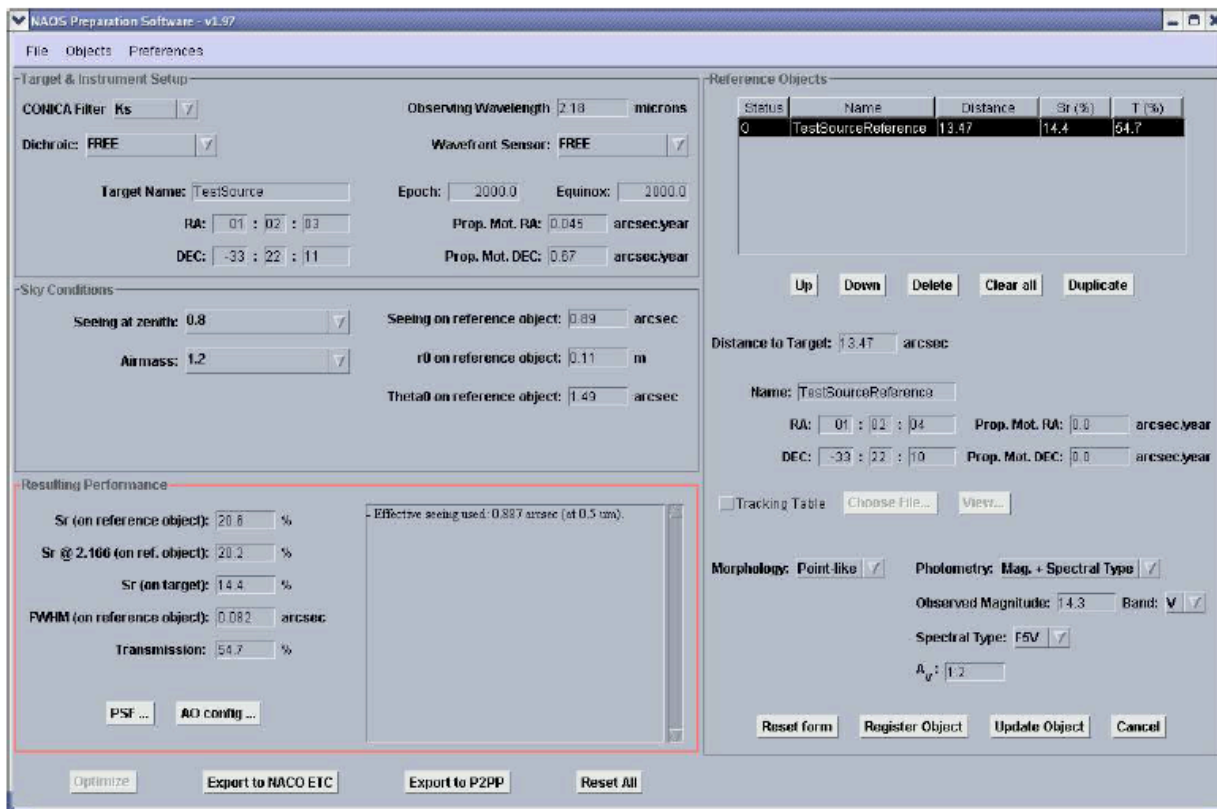 NAOS Preparation Software - v1.97
File Objects Preferences
Target & Instrument Setup
CONICA Filter Ks
Observing Wavelength 2.18 microns
Dichroic: FREE
Wavefront Sensor: FREE
Target Name: TestSource
Epoch: 2000.0 Equinox: 2000.0
RA: 01 : 02 : 03
Prop. Mot. RA: 0.045 arcsec/year
DEC: -33 : 22 : 11
Prop. Mot. DEC: 0.67 arcsec/year
Sky Conditions
Seeing at zenith: 0.8
Seeing on reference object: 0.89 arcsec
Airmass: 1.2
r0 on reference object: 0.11 m
Theta0 on reference object: 1.49 arcsec
Resulting Performance
Sr (on reference object): 20.6 %
Sr @ 2.166 (on ref. object): 20.2 %
Sr (on target): 14.4 %
FWHM (on reference object): 0.082 arcsec
Transmission: 54.7 %
- Effective seeing used: 0.887 arcsec (at 0.5 um).
PSF ... AO config ...
Optimize Export to NACO ETC Export to P2PP Reset All
Reference Objects
Status Name Distance Sr (%) T (%)
O TestSourceReference 13.47 14.4 54.7
Up Down Delete Clear all Duplicate
Distance to Target: 13.47 arcsec
Name: TestSourceReference
RA: 01 : 02 : 04 Prop. Mot. RA: 0.0 arcsec/year
DEC: -33 : 22 : 10 Prop. Mot. DEC: 0.0 arcsec/year
Tracking Table Choose File... View...
Morphology: Point-like Photometry: Mag. + Spectral Type
Observed Magnitude: 14.3 Band: V
Spectral Type: F5V
Av: 1.2
Reset form Register Object Update Object Cancel